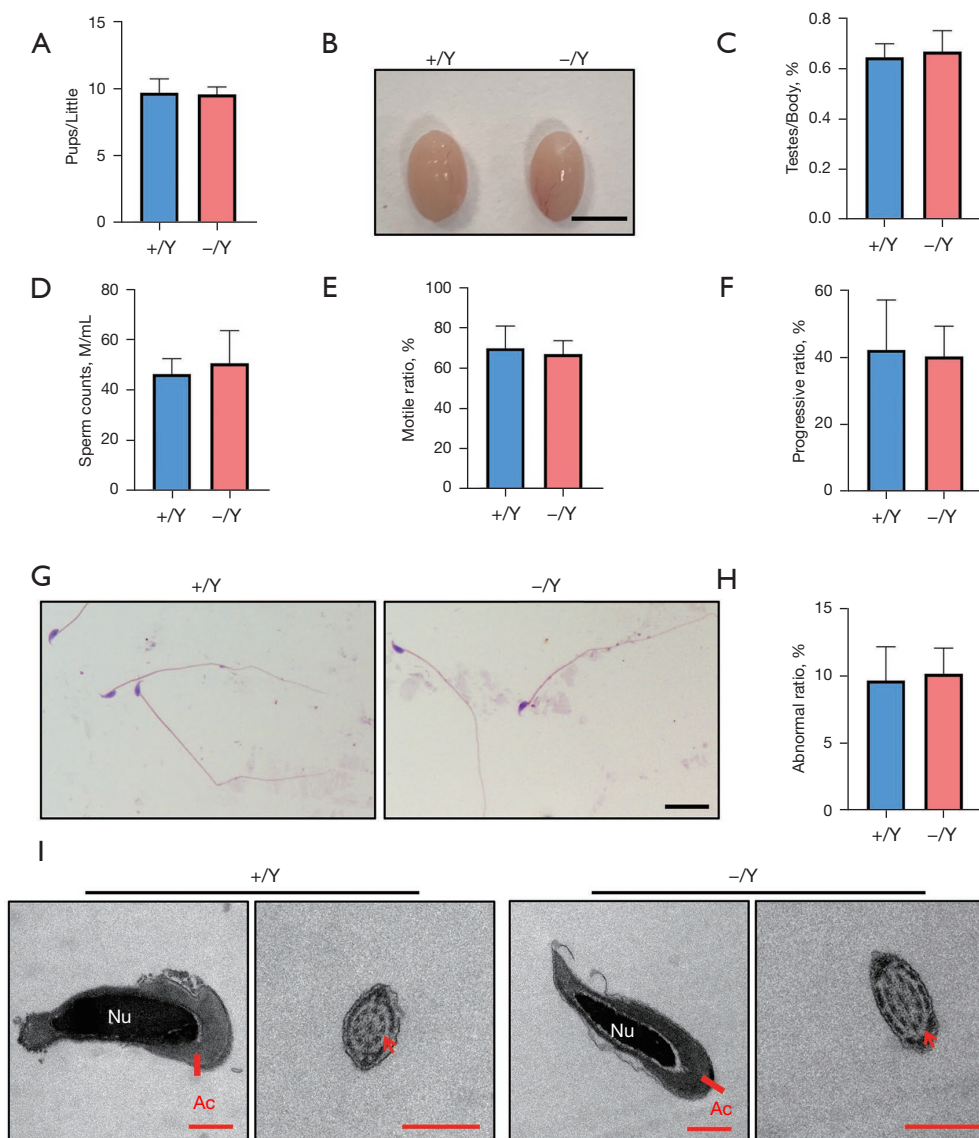 A
Pups/Little
15
10
5
0
+/Y
–/Y
B
+/Y
–/Y
C
Testes/Body, %
0.8
0.6
0.4
0.2
0.0
+/Y
–/Y
D
Sperm counts, M/mL
80
60
40
20
0
+/Y
–/Y
E
Motile ratio, %
100
80
60
40
20
0
+/Y
–/Y
F
Progressive ratio, %
60
40
20
0
+/Y
–/Y
G
+/Y
–/Y
H
Abnormal ratio, %
15
10
5
0
+/Y
–/Y
I
+/Y
–/Y
Nu
Ac
Nu
Ac